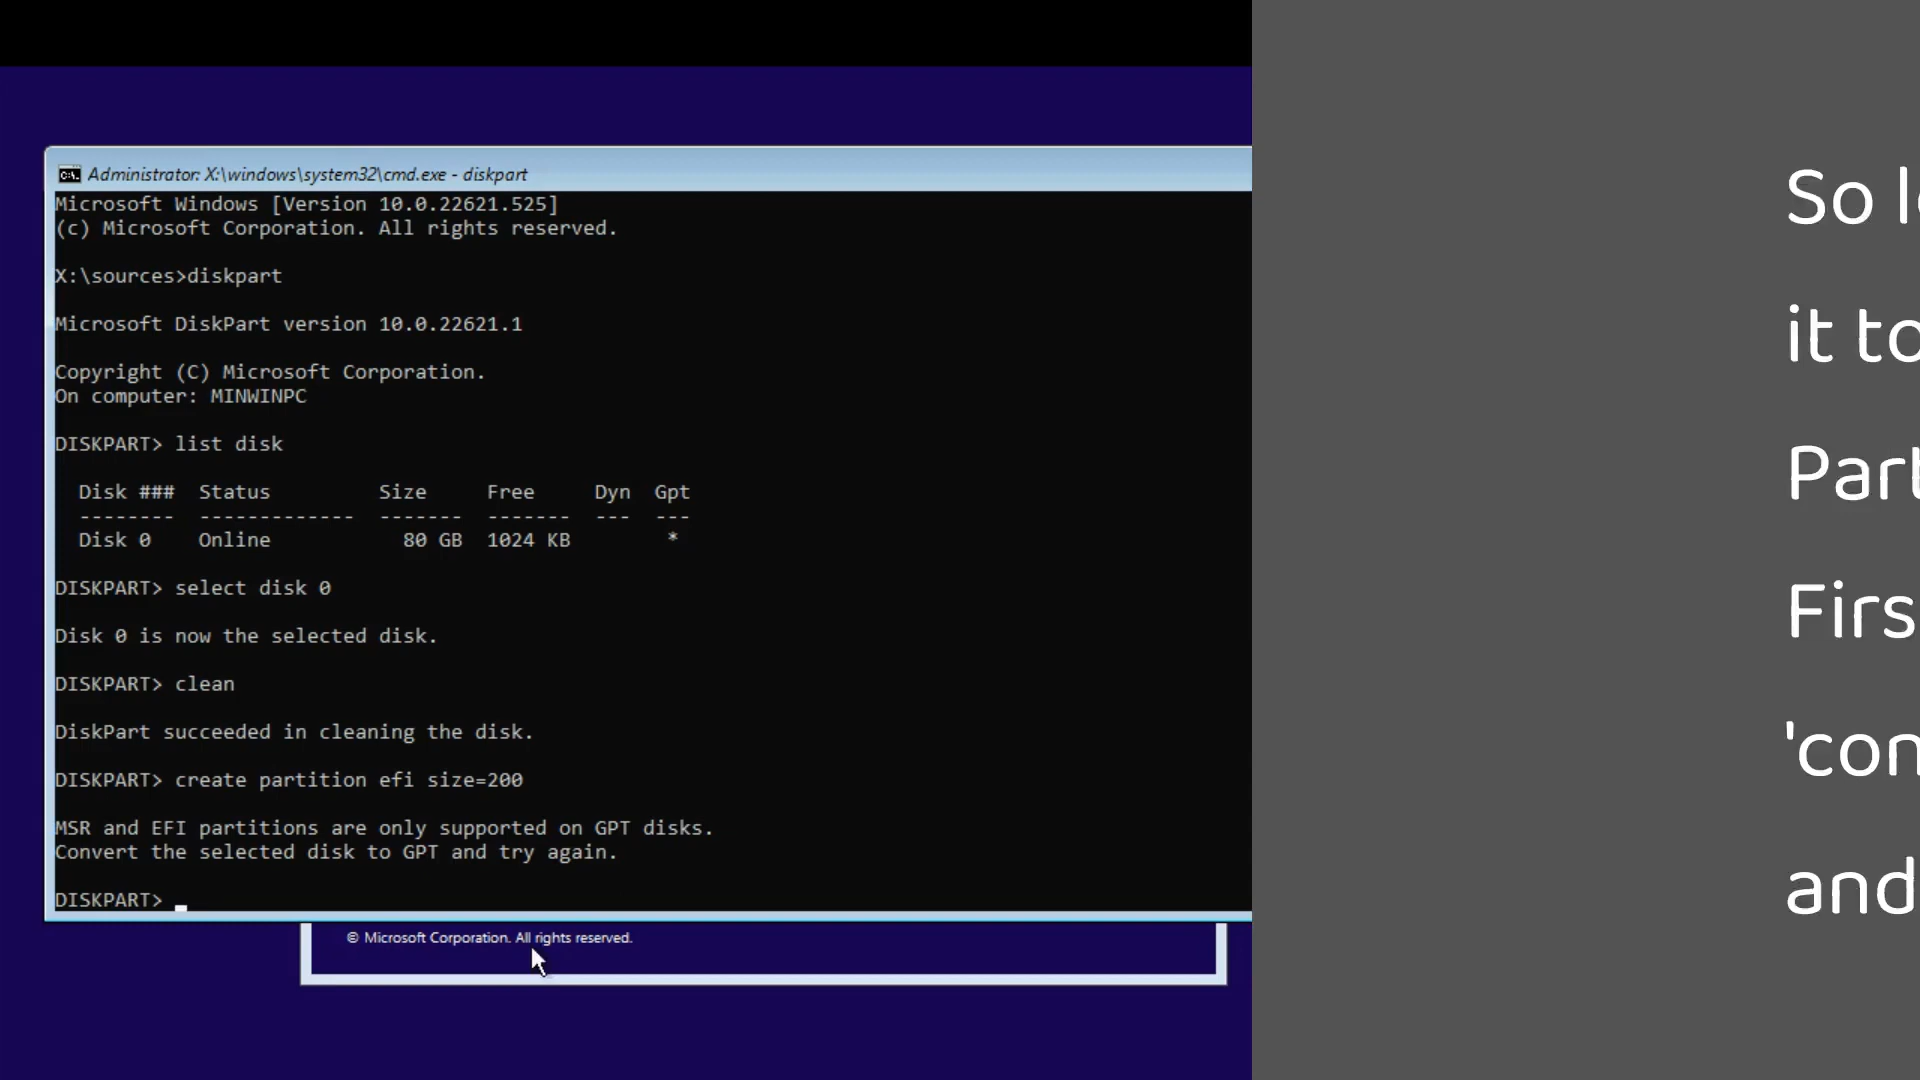 Administrator: X:\windows\system32\cmd.exe - diskpart
Microsoft Windows [Version 10.0.22621.525]
(c) Microsoft Corporation. All rights reserved.
X:\sources>diskpart
Microsoft DiskPart version 10.0.22621.1
Copyright (C) Microsoft Corporation.
On computer: MINWINPC
DISKPART> list disk
Disk ### Status Size Free Dyn Gpt
-------- ------------- ------- ------- --- ---
Disk 0 Online 80 GB 1024 KB *
DISKPART> select disk 0
Disk 0 is now the selected disk.
DISKPART> clean
DiskPart succeeded in cleaning the disk.
DISKPART> create partition efi size=200
MSR and EFI partitions are only supported on GPT disks.
Convert the selected disk to GPT and try again.
DISKPART>
© Microsoft Corporation. All rights reserved.
So
it to
Part
Firs
'con
and